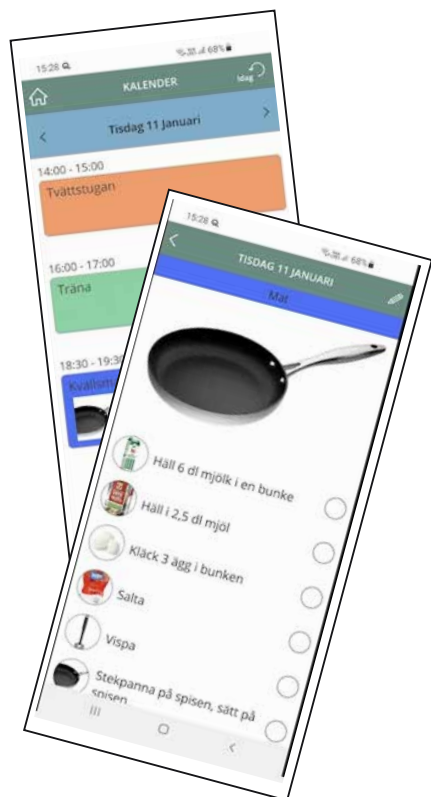 15:28
68%
KALENDER
Idag
Tisdag 11 Januari
14:00 - 15:00
Tvättstugan
16:00 - 17:00
Träna
18:30 - 19:30
Kvällsm
15:28
68%
TISDAG 11 JANUARI
Mat
Häll 6 dl mjölk i en bunke
Häll i 2,5 dl mjöl
Kläck 3 ägg i bunken
Salta
Vispa
Stekpanna på spisen, sätt på
spisen